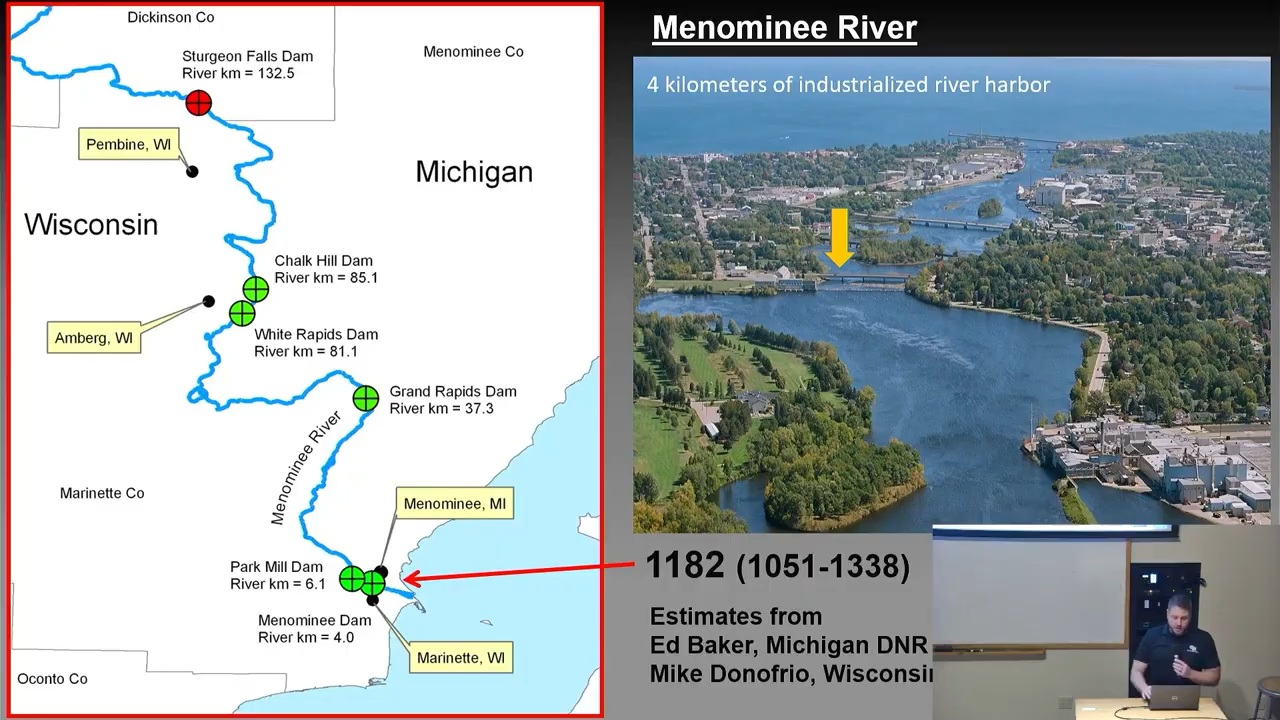 Dickinson Co
Menominee Co
Sturgeon Falls Dam
River km = 132.5
Pembine, WI
Michigan
Wisconsin
Chalk Hill Dam
River km = 85.1
Amberg, WI
White Rapids Dam
River km = 81.1
Grand Rapids Dam
River km = 37.3
Menominee River
Marinette Co
Menominee, MI
Park Mill Dam
River km = 6.1
Menominee Dam
River km = 4.0
Marinette, WI
Oconto Co
Menominee River
4 kilometers of industrialized river harbor
1182 (1051-1338)
Estimates from
Ed Baker, Michigan DNR
Mike Donofrio, Wisconsin